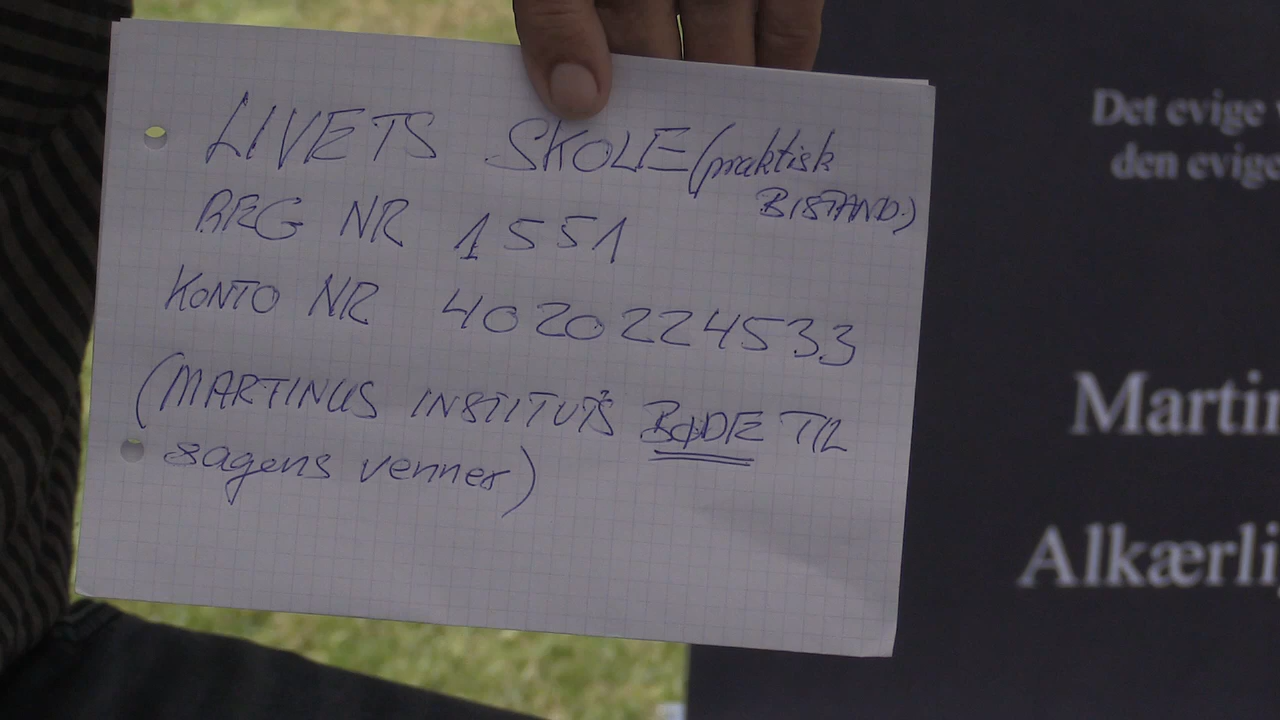 LIVETS SKOLE (praktisk
BISTAND.)
REG NR 1551
KONTO NR 4020224533
(MARTINUS INSTITUTS BØDE TIL
sagens venner)
Det evige
den evige
Martin
Alkærli